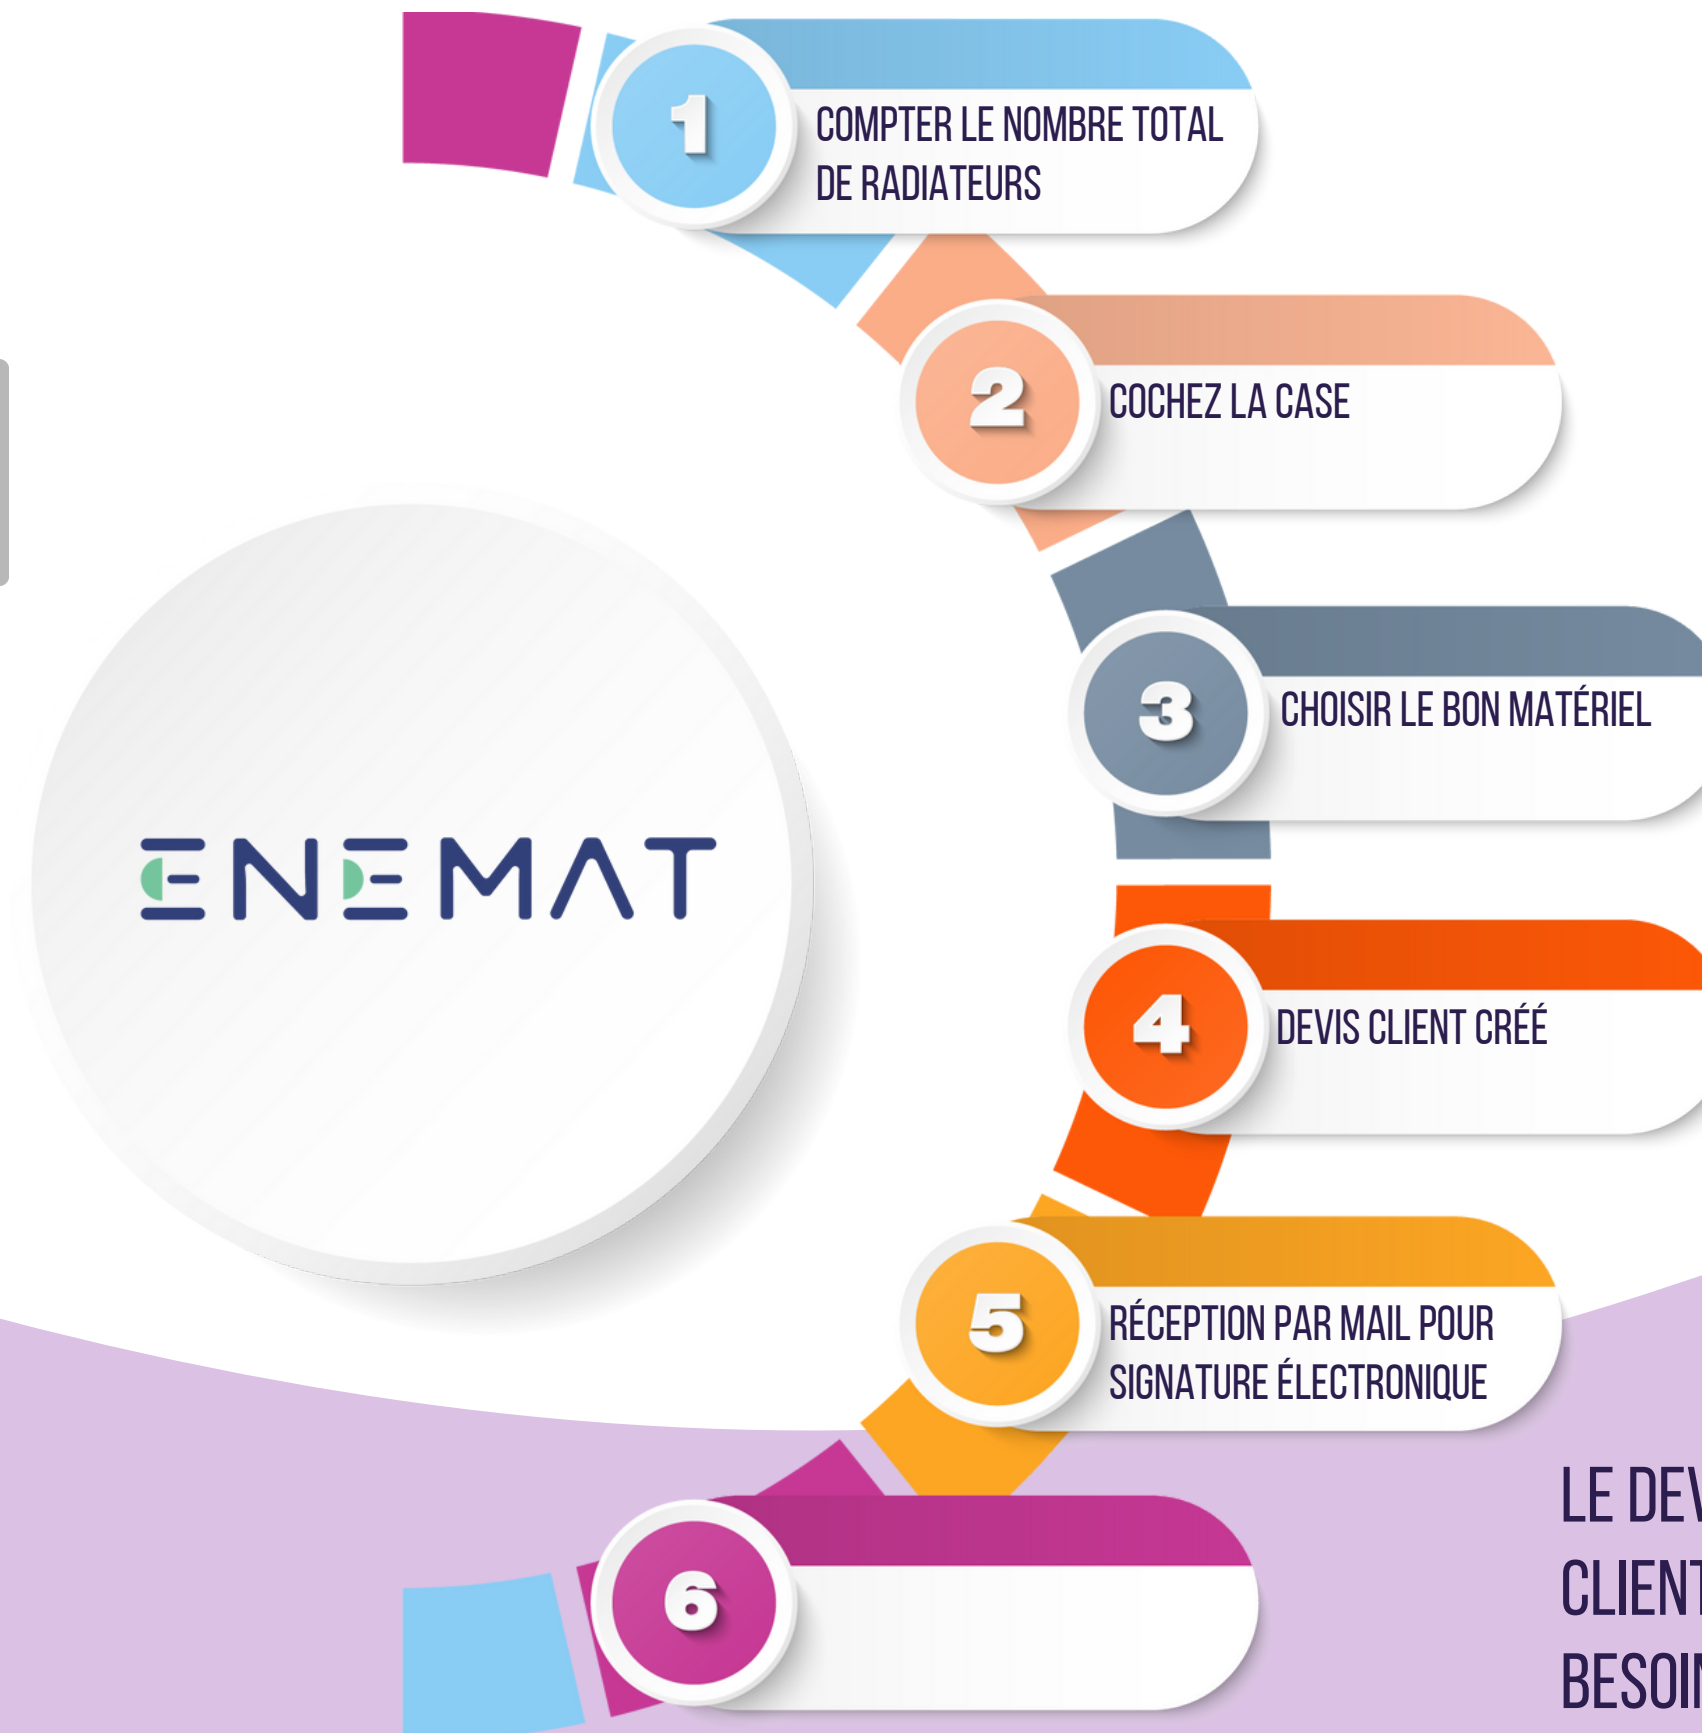 1
COMPTER LE NOMBRE TOTAL
DE RADIATEURS
2
COCHEZ LA CASE
3
CHOISIR LE BON MATÉRIEL
ENEMAT
4
DEVIS CLIENT CRÉÉ
5
RÉCEPTION PAR MAIL POUR
SIGNATURE ÉLECTRONIQUE
6
LE